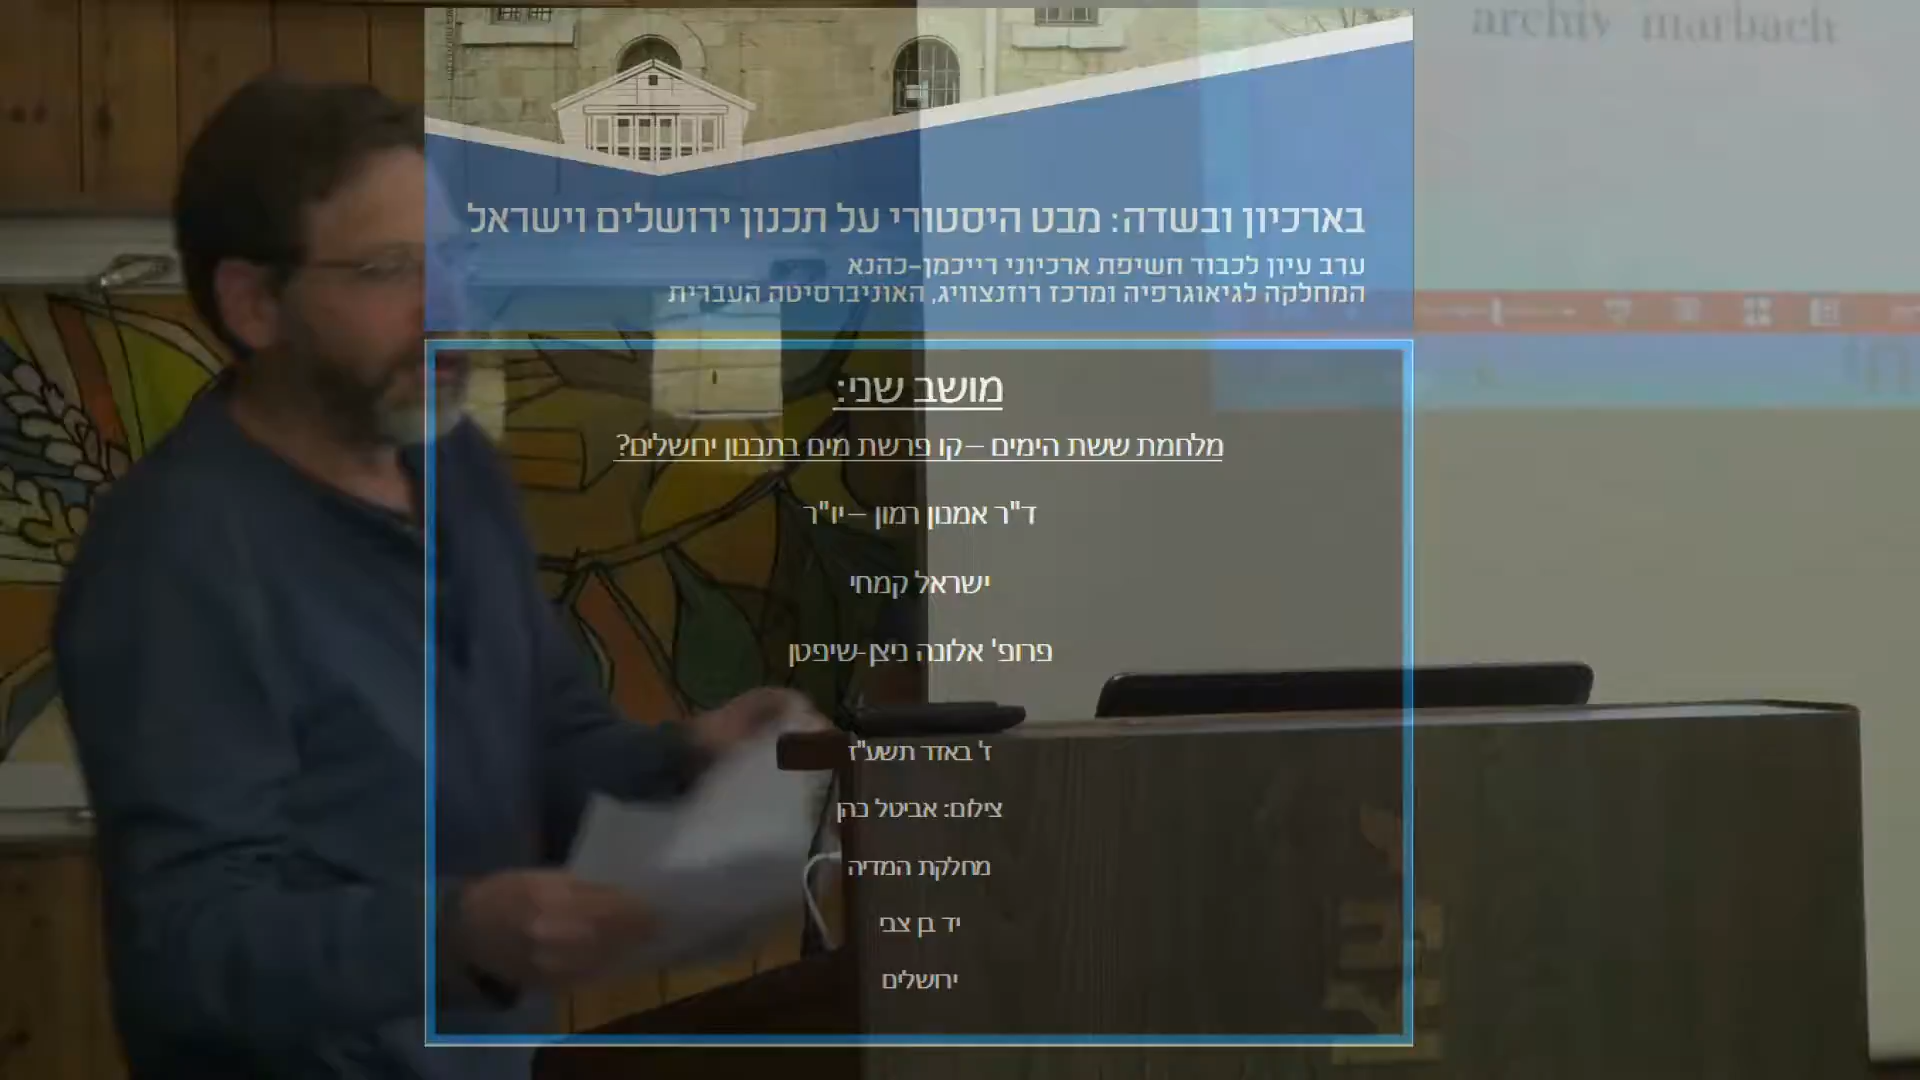 archiv marbach
בארכיון ובשדה: מבט היסטורי על תכנון ירושלים וישראל
ערב עיון לכבוד חשיפת ארכיוני רייכמן-כהנא
המחלקה לגיאוגרפיה ומרכז רוזנצוויג, האוניברסיטה העברית
מושב שני:
מלחמת ששת הימים – קו פרשת מים בתכנון ירושלים?
ד"ר אמנון רמון – יו"ר
ישראל קמחי
פרופ' אלונה ניצן-שיפטן
ז' באדר תשע"ז
צילום: אביטל כהן
מחלקת המדיה
יד בן צבי
ירושלים